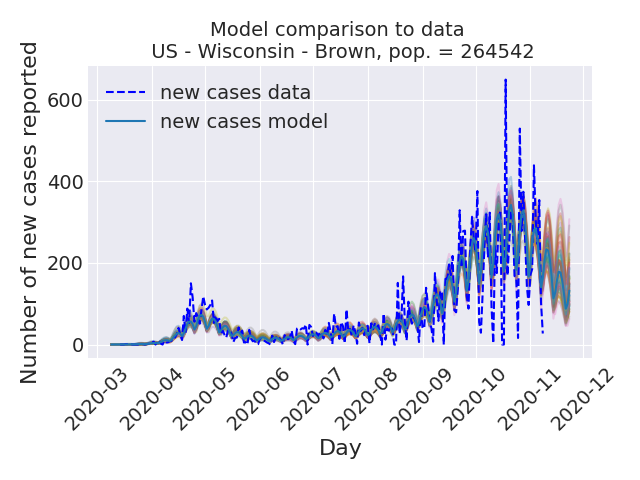 Model comparison to data
US - Wisconsin - Brown, pop. = 264542
Number of new cases reported
600
400
200
0
new cases data
new cases model
2020-03
2020-04
2020-05
2020-06
2020-07
2020-08
2020-09
2020-10
2020-11
2020-12
Day